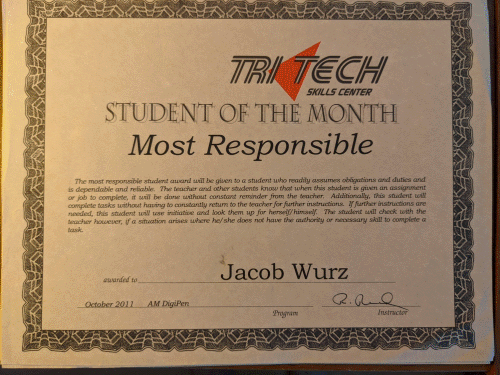 TRI TECH
SKILLS CENTER
STUDENT OF THE MONTH
Most Responsible
The most responsible student award will be given to a student who readily assumes obligations and duties and
is dependable and reliable. The teacher and other students know that when this student is given an assignment
or job to complete, it will be done without constant reminder from the teacher. Additionally, this student will
complete tasks without having to constantly return to the teacher for further instructions. If further instructions are
needed, this student will use initiative and look them up for herself/himself. The student will check with the
teacher however, if a situation arises where he/she does not have the authority or necessary skill to complete a
task.
awarded to Jacob Wurz
October 2011 AM DigiPen
Program Instructor